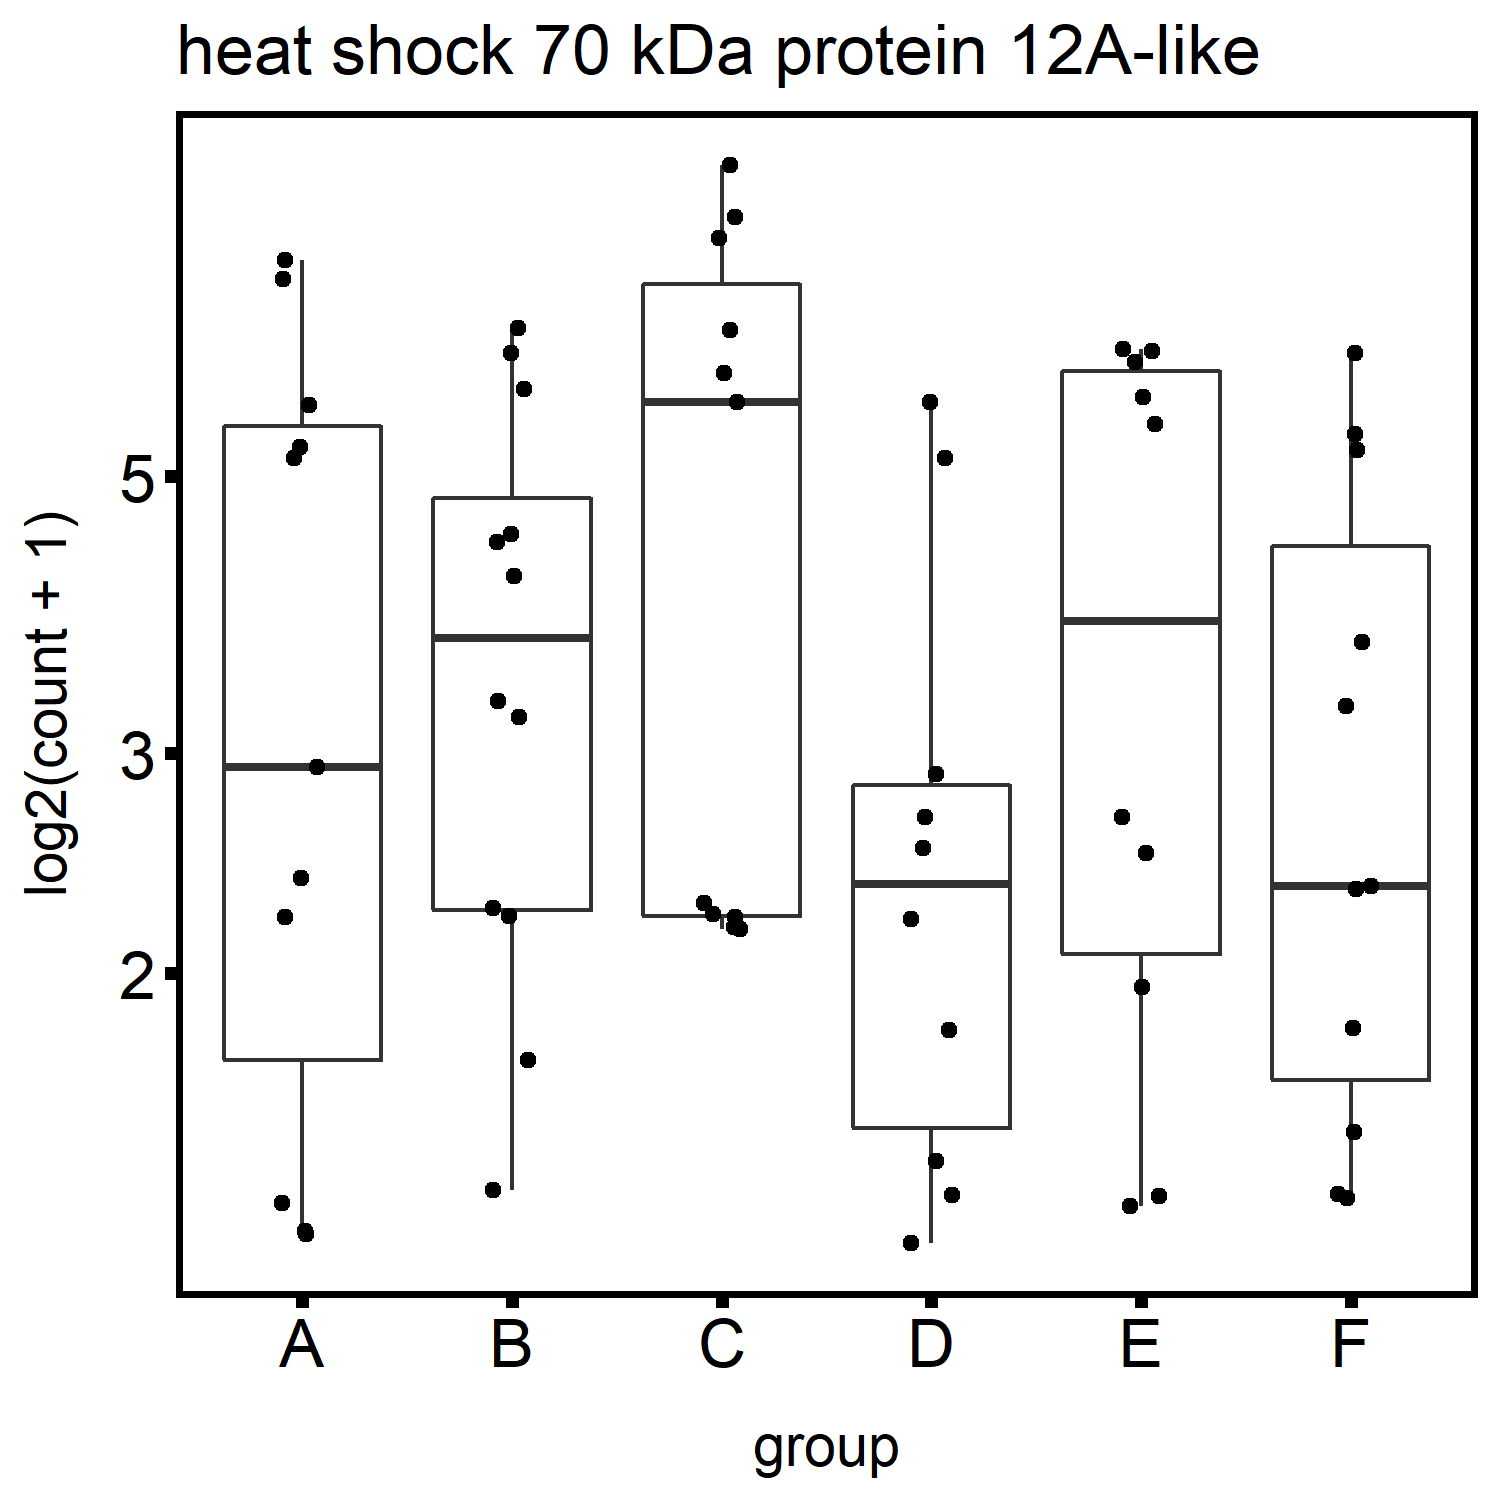 heat shock 70 kDa protein 12A-like
log2(count + 1)
5
3
2
A B C D E F
group